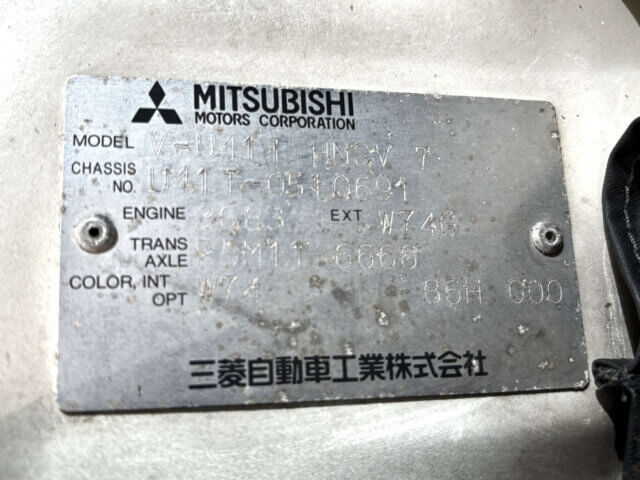 MITSUBISHI
MOTORS CORPORATION
MODEL V-U41T HNSV 7
CHASSIS NO. U41T-0510691
ENGINE 3G83 EXT W74G
TRANS AXLE R5M11 6666
COLOR, INT OPT W74 86H 000
三菱自動車工業株式会社